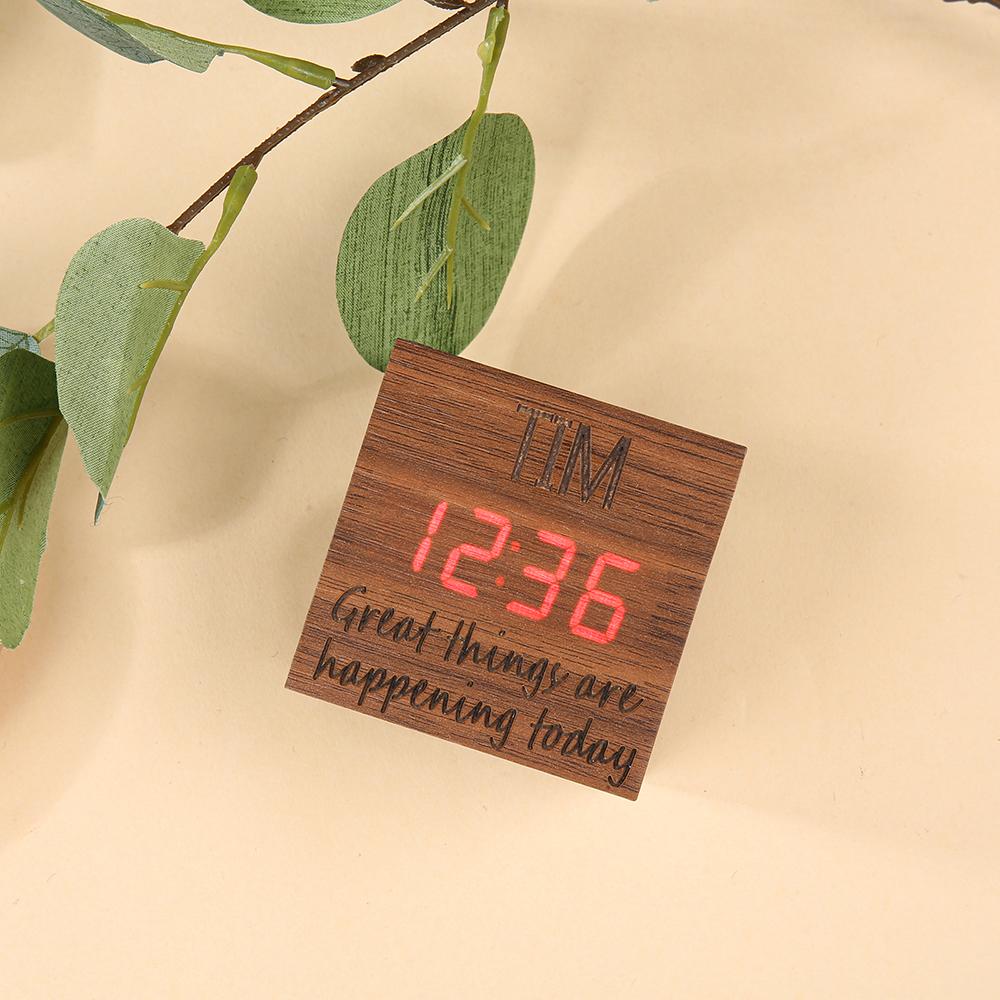 TIM
12:36
Great things are
happening today